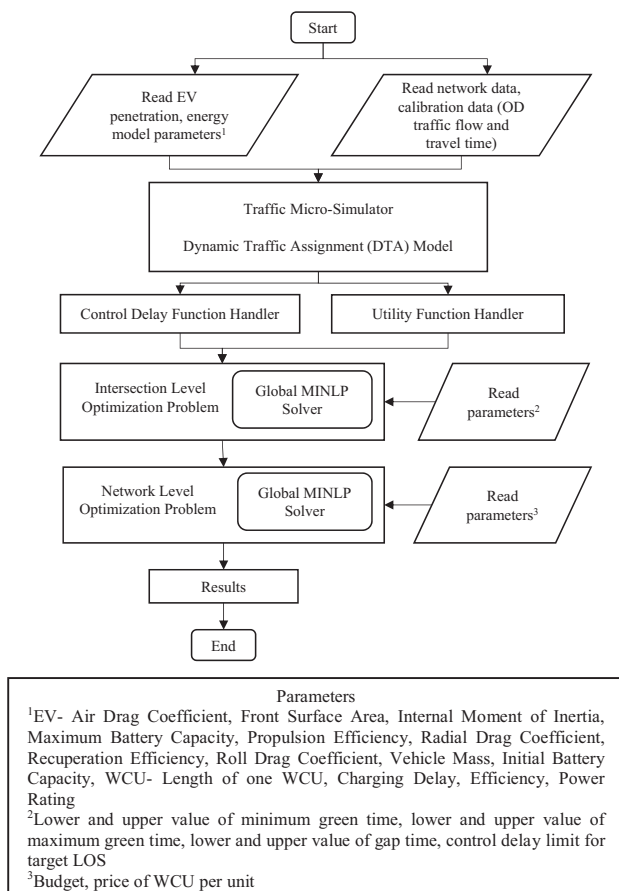 Start
Read EV
penetration, energy
model parameters¹
Read network data,
calibration data (OD
traffic flow and
travel time)
Traffic Micro-Simulator
Dynamic Traffic Assignment (DTA) Model
Control Delay Function Handler
Utility Function Handler
Intersection Level
Optimization Problem
Global MINLP
Solver
Read
parameters²
Network Level
Optimization Problem
Global MINLP
Solver
Read
parameters³
Results
End
Parameters
¹EV- Air Drag Coefficient, Front Surface Area, Internal Moment of Inertia,
Maximum Battery Capacity, Propulsion Efficiency, Radial Drag Coefficient,
Recuperation Efficiency, Roll Drag Coefficient, Vehicle Mass, Initial Battery
Capacity, WCU- Length of one WCU, Charging Delay, Efficiency, Power
Rating
²Lower and upper value of minimum green time, lower and upper value of
maximum green time, lower and upper value of gap time, control delay limit for
target LOS
³Budget, price of WCU per unit